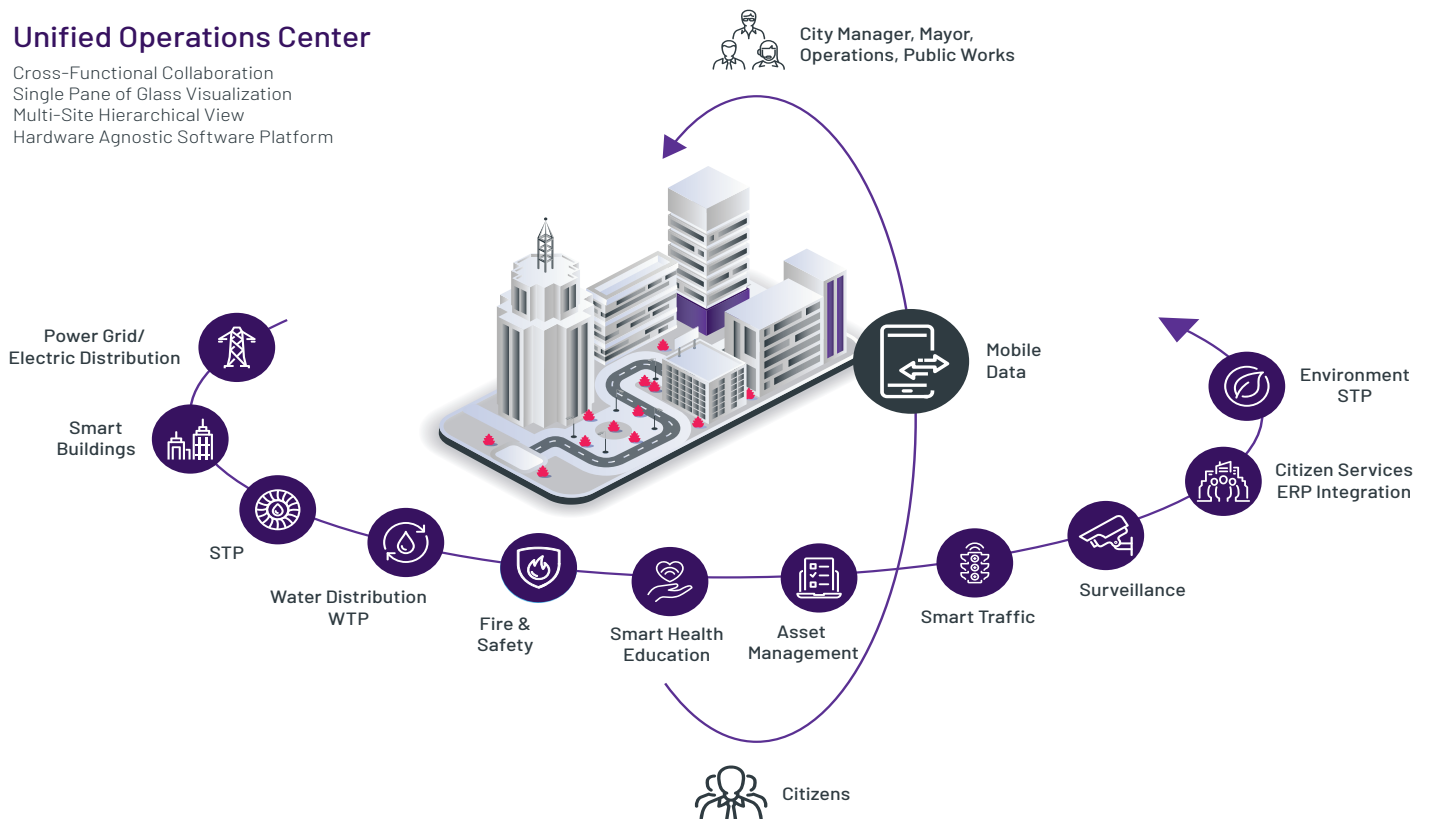 Unified Operations Center
Cross-Functional Collaboration
Single Pane of Glass Visualization
Multi-Site Hierarchical View
Hardware Agnostic Software Platform
City Manager, Mayor,
Operations, Public Works
Power Grid/
Electric Distribution
Smart
Buildings
STP
Water Distribution
WTP
Fire &
Safety
Smart Health
Education
Asset
Management
Smart Traffic
Surveillance
Citizen Services
ERP Integration
Environment
STP
Mobile
Data
Citizens